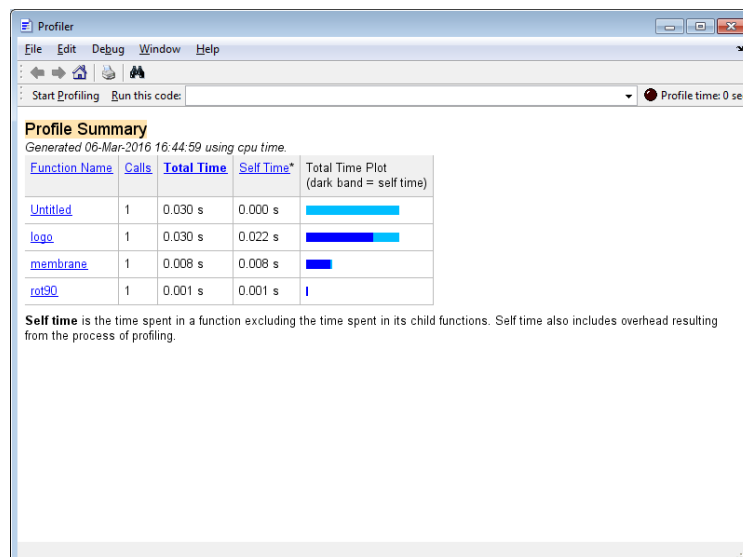 Profiler
File Edit Debug Window Help
Start Profiling Run this code: Profile time: 0 se
Profile Summary
Generated 06-Mar-2016 16:44:59 using cpu time.
Function Name Calls Total Time Self Time* Total Time Plot
(dark band = self time)
Untitled 1 0.030 s 0.000 s
logo 1 0.030 s 0.022 s
membrane 1 0.008 s 0.008 s
rot90 1 0.001 s 0.001 s
Self time is the time spent in a function excluding the time spent in its child functions. Self time also includes overhead resulting
from the process of profiling.